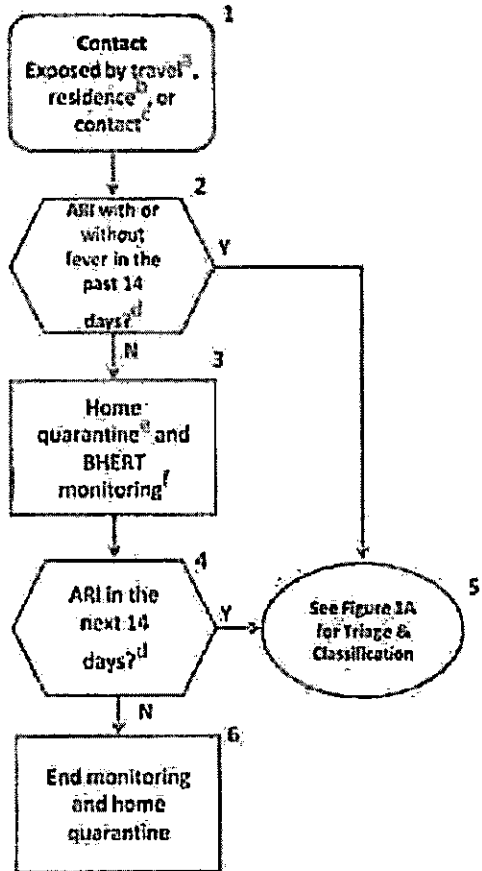 1
Contact
Exposed by travel^a,
residence^b, or
contact^c
2
ARI with or
without
fever in the
past 14
days?^d
Y
N
3
Home
quarantine^e and
BHERT
monitoring^f
4
ARI in the
next 14
days?^d
Y
5
See Figure 1A
for Triage &
Classification
N
6
End monitoring
and home
quarantine